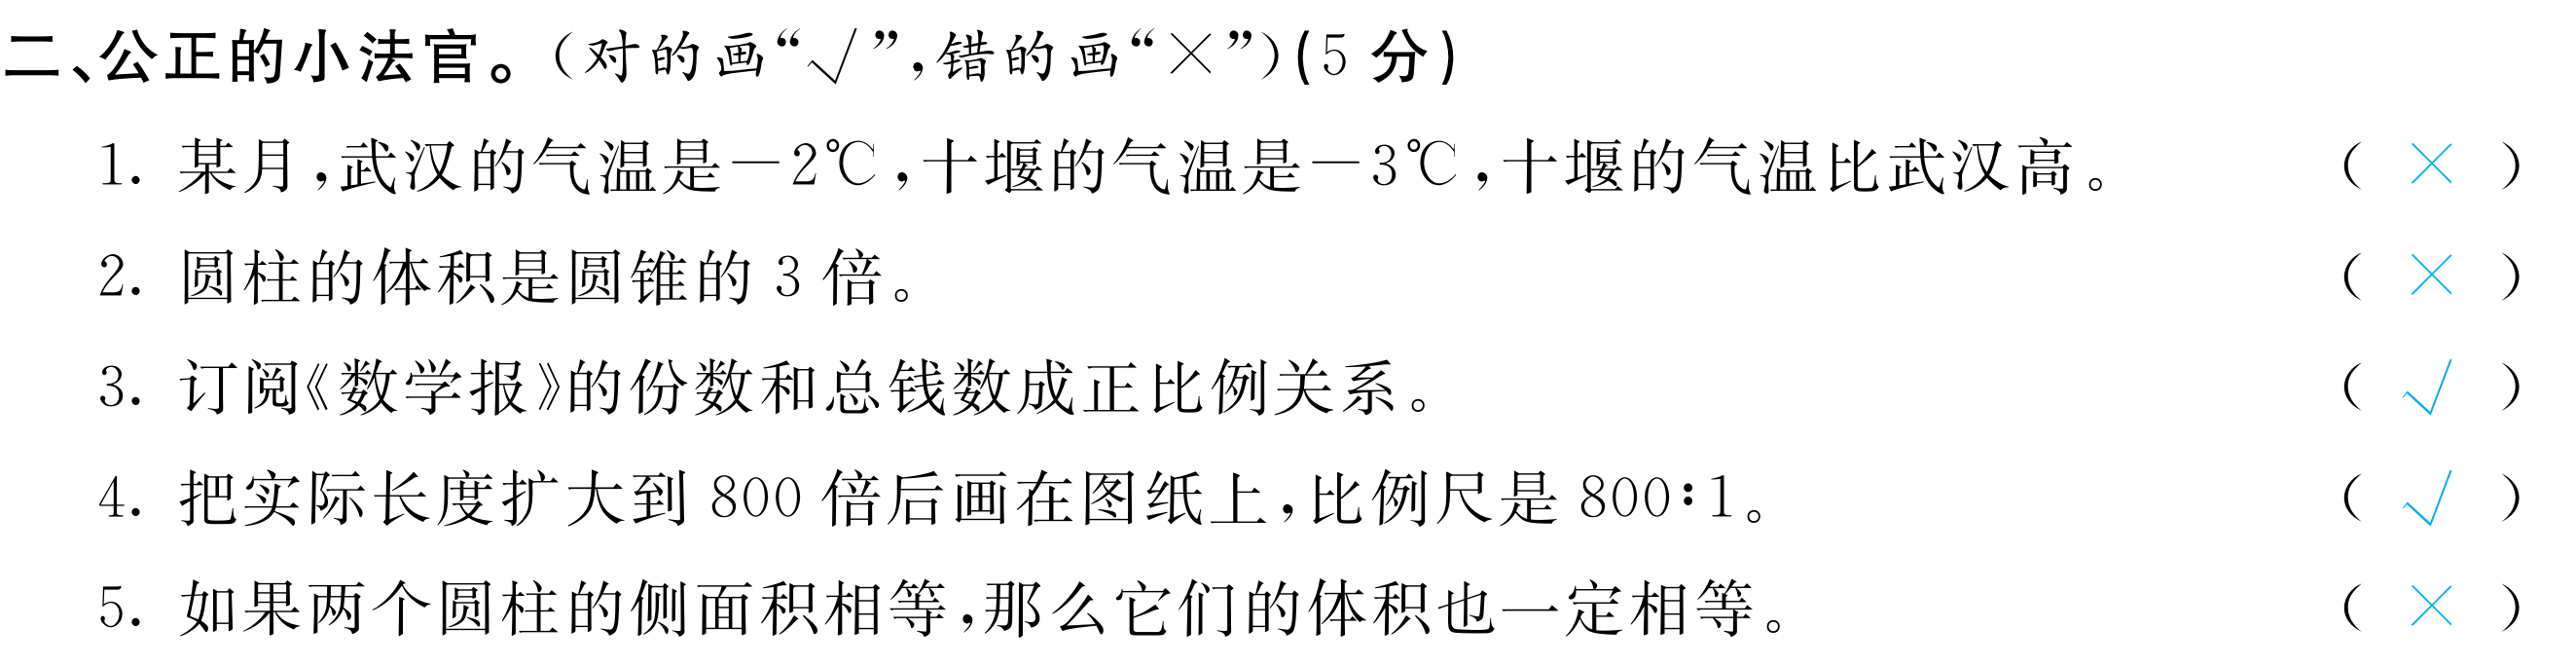 二、公正的小法官。(对的画“√”,错的画“×”)(5 分)
1. 某月,武汉的气温是－2℃,十堰的气温是－3℃,十堰的气温比武汉高。 ( × )
2. 圆柱的体积是圆锥的 3 倍。 ( × )
3. 订阅《数学报》的份数和总钱数成正比例关系。 ( √ )
4. 把实际长度扩大到 800 倍后画在图纸上,比例尺是 800∶1。 ( √ )
5. 如果两个圆柱的侧面积相等,那么它们的体积也一定相等。 ( × )